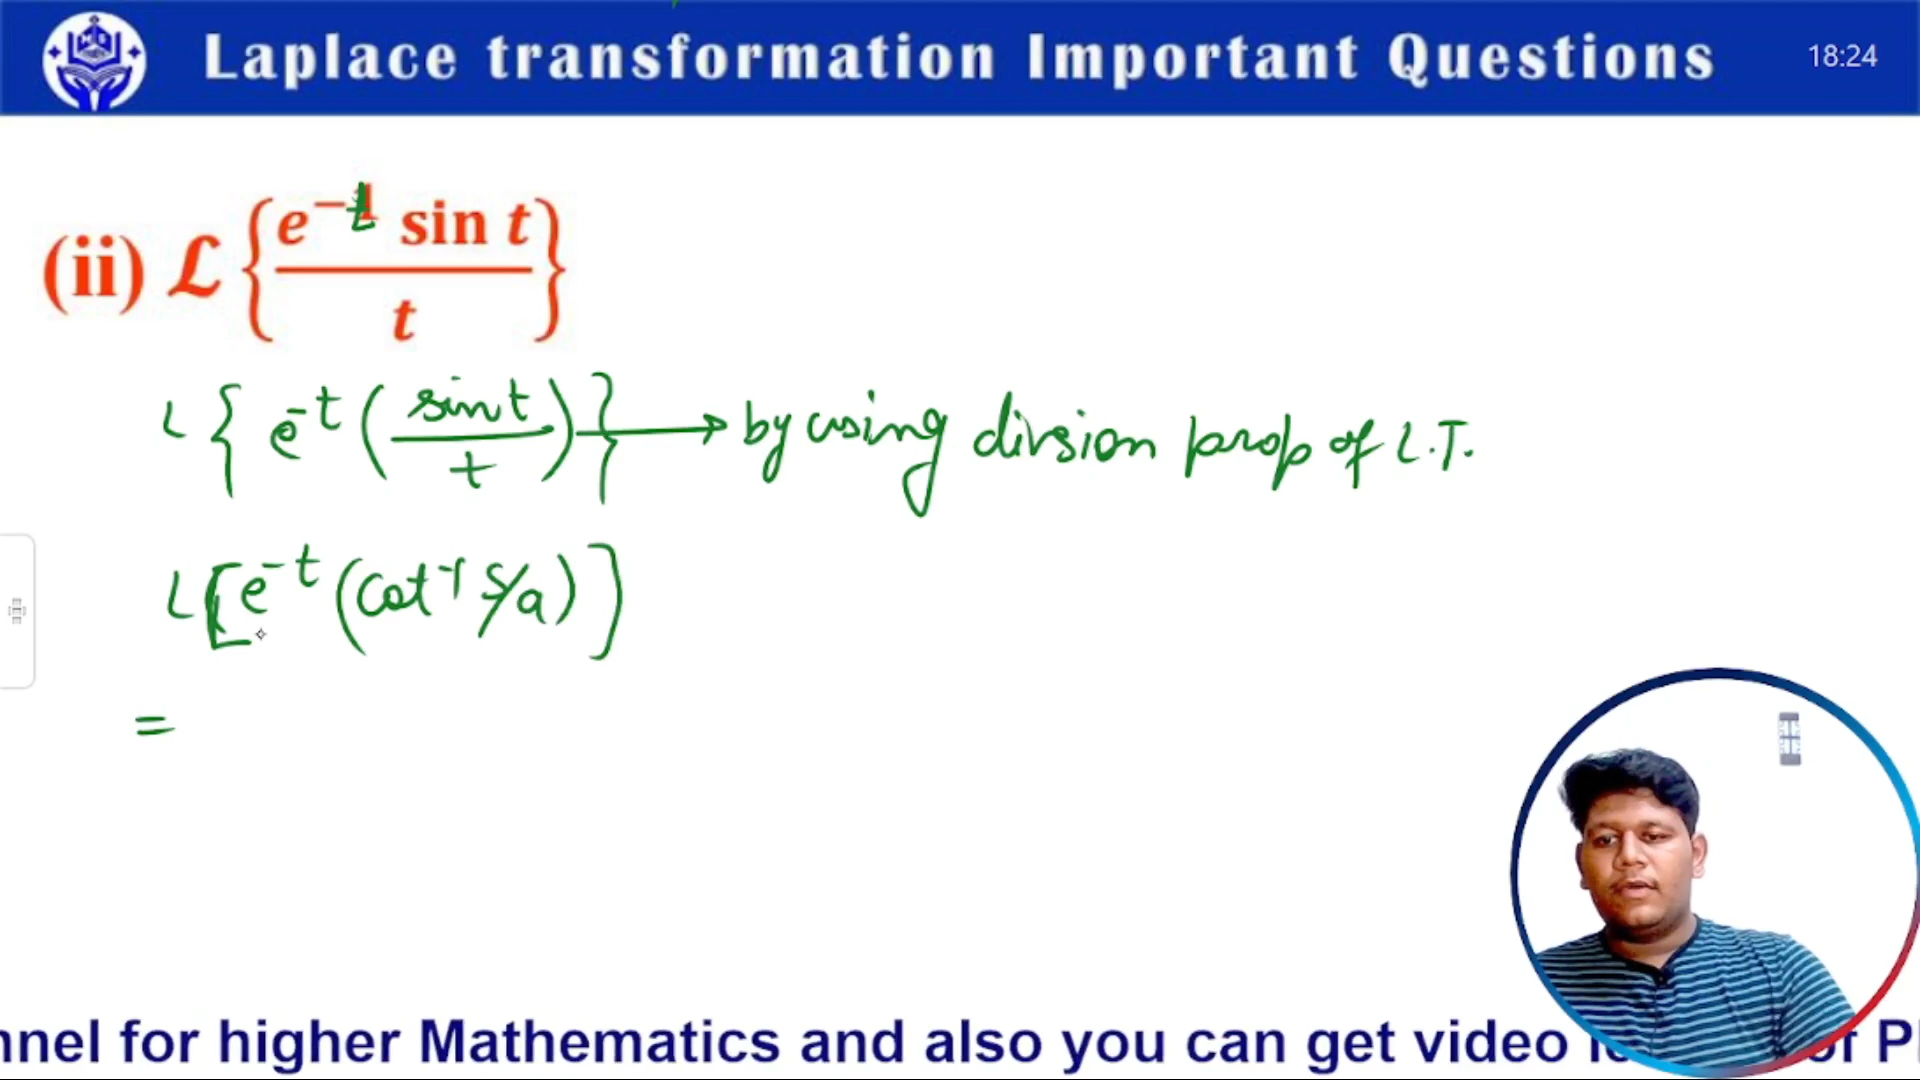 Laplace transformation Important Questions
18:24
(ii) ℒ{e^{-t} sin t / t}
L{e^{-t}(sin t / t)} → by using divsion prop of L.T.
L[e^{-t}(cot^{-1} s/a)]
=
nnel for higher Mathematics and also you can get video of P